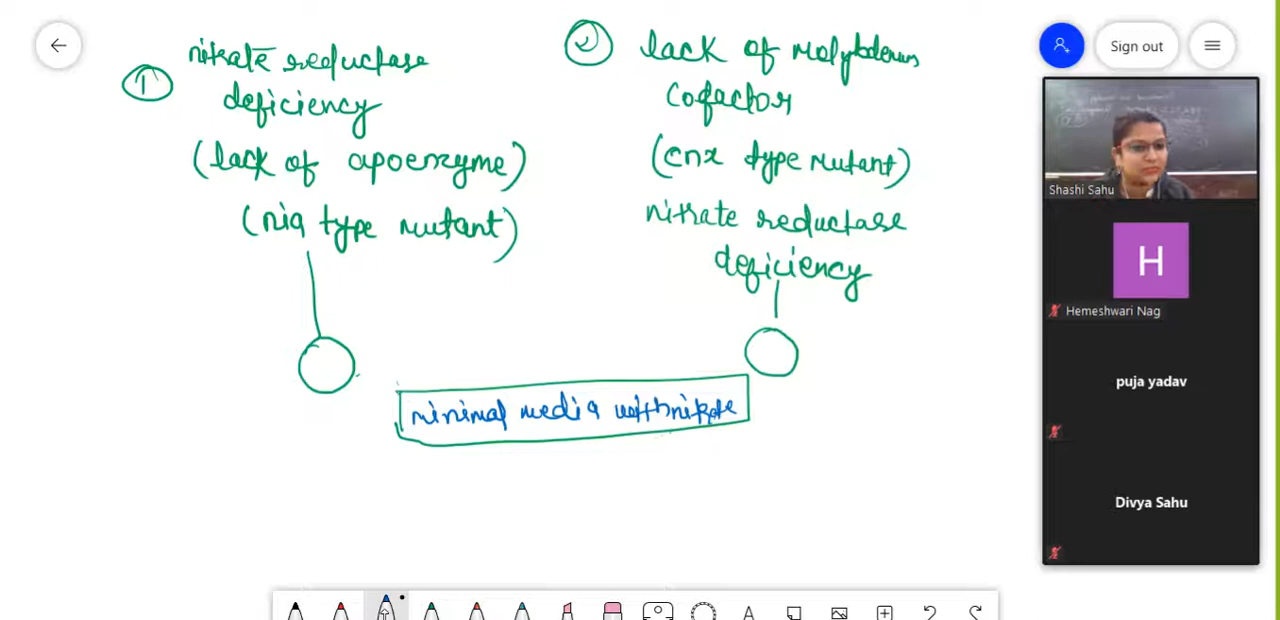 ① nitrate reductase
deficiency
(lack of apoenzyme)
(nia type mutant)
② lack of Molybdenum
cofactor
(cnx type mutant)
nitrate reductase
deficiency
minimal media with nitrate
Sign out
Shashi Sahu
H
Hemeshwari Nag
puja yadav
Divya Sahu
A